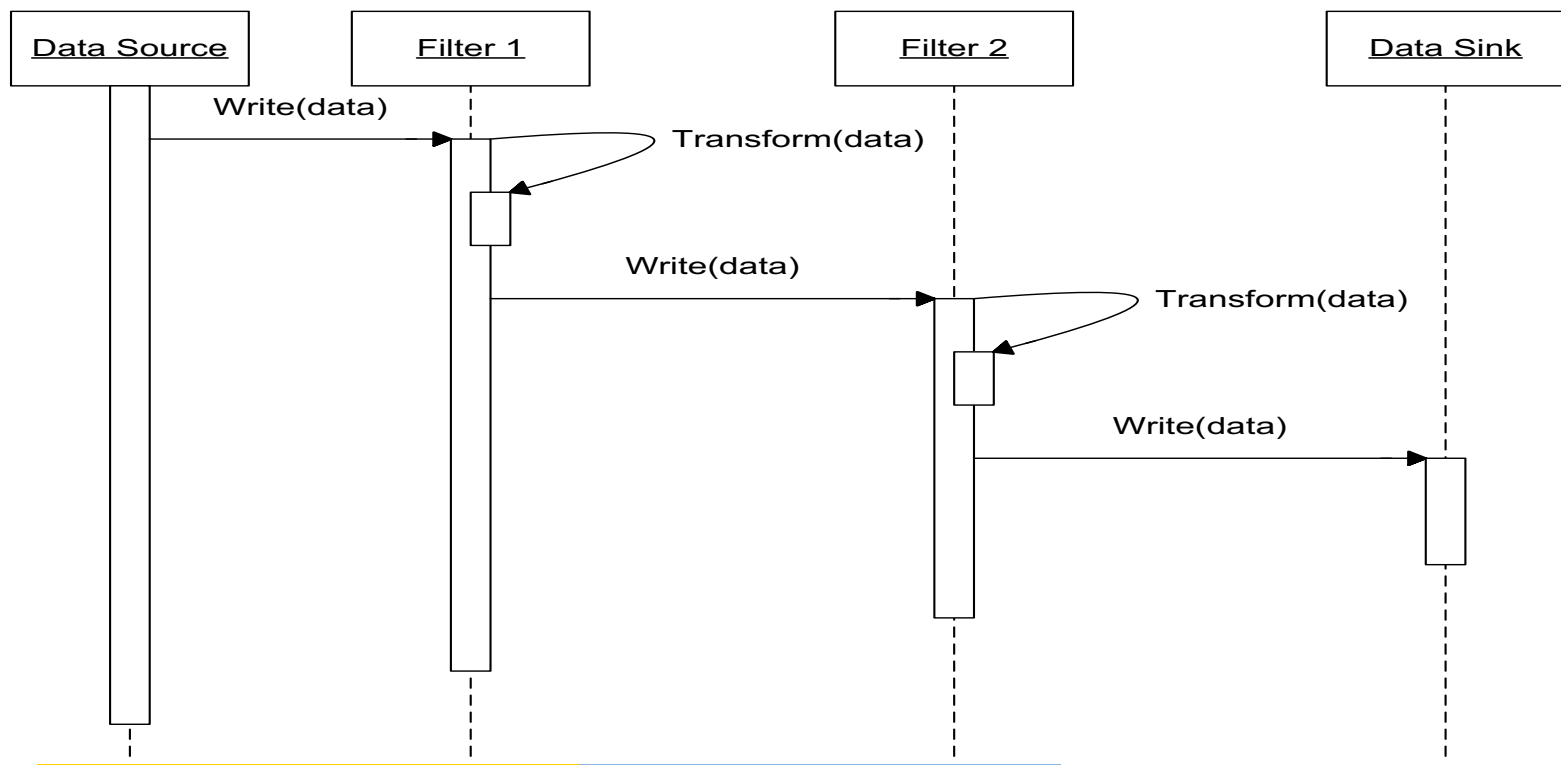 Data Source
Filter 1
Filter 2
Data Sink
Write(data)
Transform(data)
Write(data)
Transform(data)
Write(data)